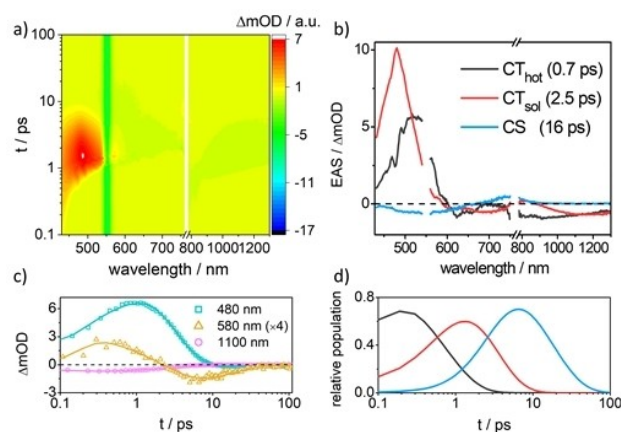 a)
ΔmOD / a.u.
t / ps
100
10
1
0.1
7
1
-5
-11
-17
500
600
700
800
1000
1200
wavelength / nm
b)
EAS / ΔmOD
10
5
0
CT_hot (0.7 ps)
CT_sol (2.5 ps)
CS (16 ps)
500
600
700
800
1000
1200
wavelength / nm
c)
ΔmOD
6
3
0
-3
480 nm
580 nm (×4)
1100 nm
0.1
1
10
100
t / ps
d)
relative population
0.8
0.4
0.0
0.1
1
10
100
t / ps